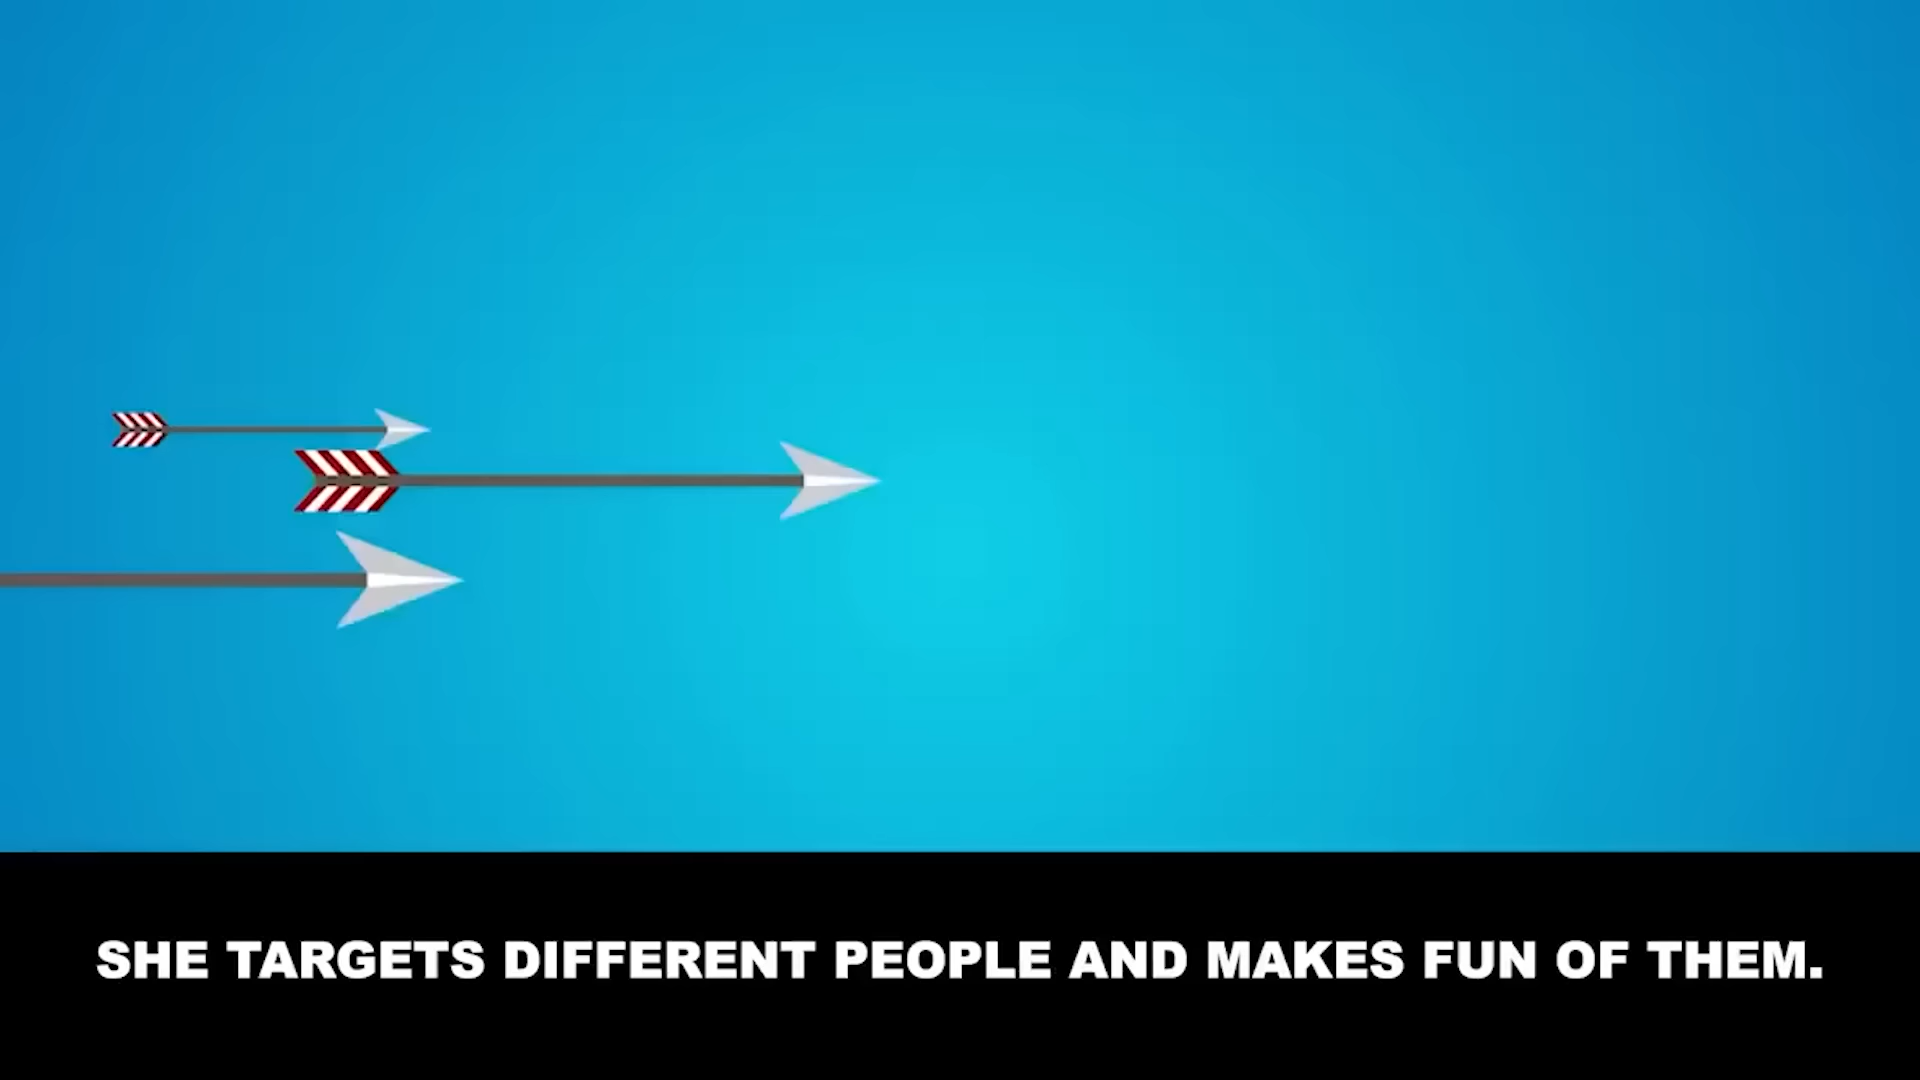 SHE TARGETS DIFFERENT PEOPLE AND MAKES FUN OF THEM.